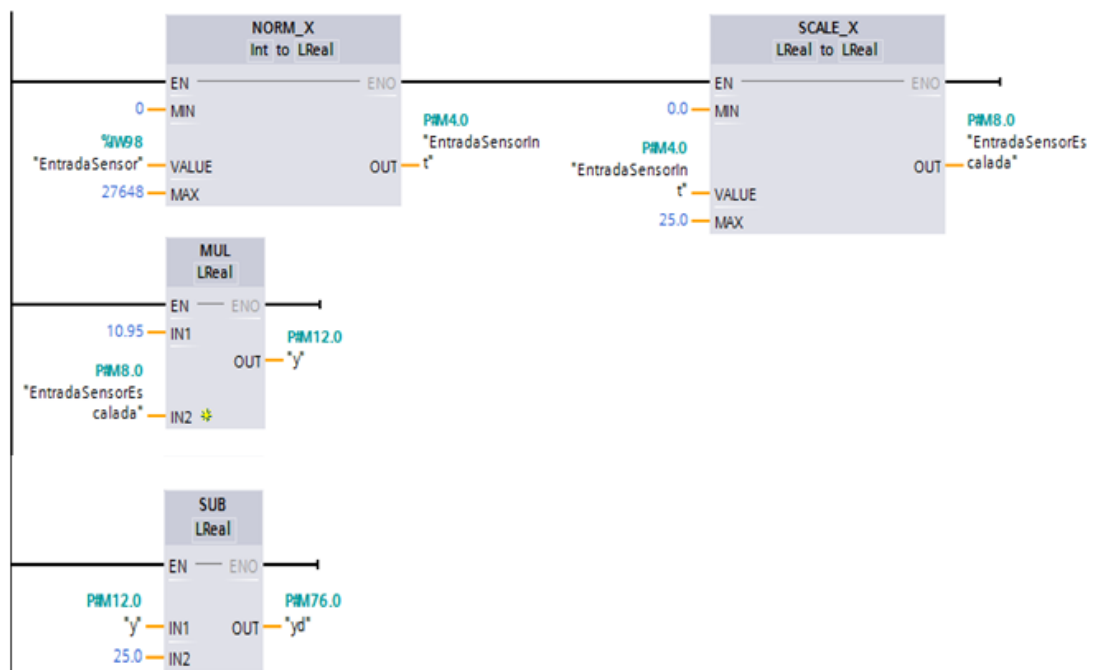 NORM_X
Int to LReal
EN
ENO
0
MIN
%IW98
"EntradaSensor"
VALUE
27648
MAX
P#M4.0
"EntradaSensorIn
t"
OUT
SCALE_X
LReal to LReal
EN
ENO
0.0
MIN
P#M4.0
"EntradaSensorIn
t"
VALUE
25.0
MAX
P#M8.0
"EntradaSensorEs
calada"
OUT
MUL
LReal
EN
ENO
10.95
IN1
P#M8.0
"EntradaSensorEs
calada"
IN2
P#M12.0
"y"
OUT
SUB
LReal
EN
ENO
P#M12.0
"y"
IN1
25.0
IN2
P#M76.0
"yd"
OUT